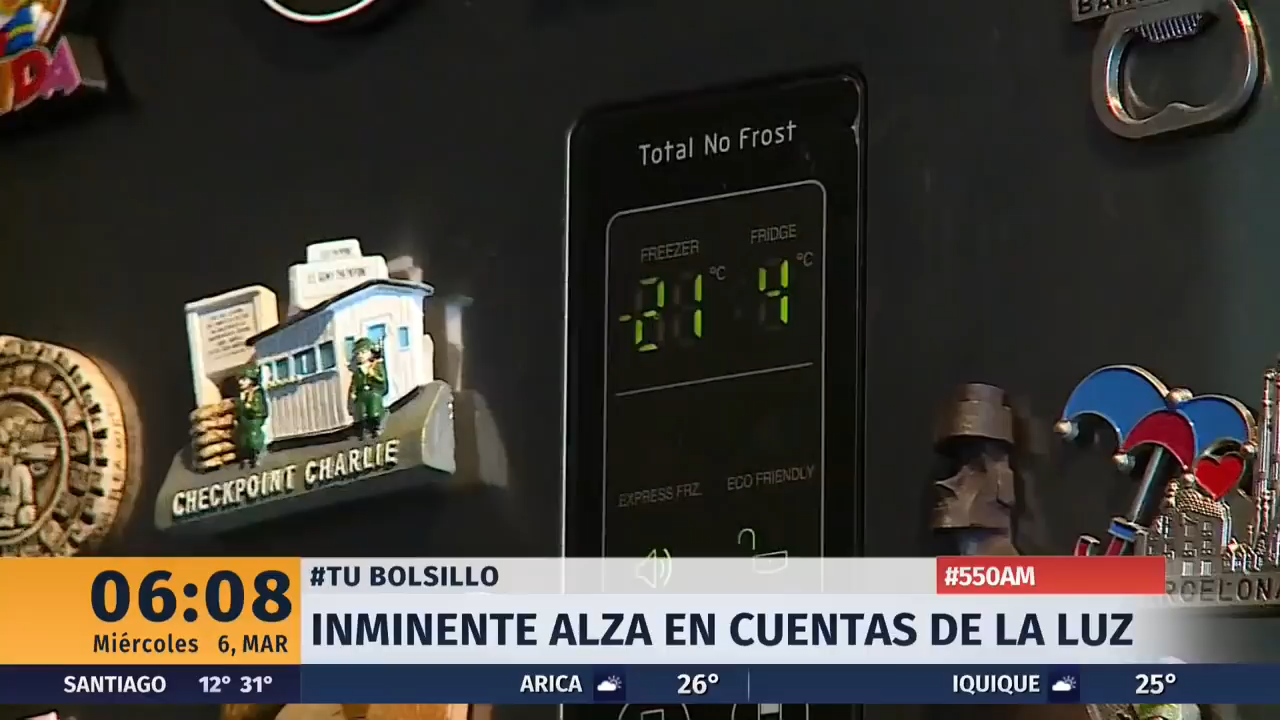 Total No Frost
FREEZER
FRIDGE
-21 °C
4 °C
EXPRESS FRZ.
ECO FRIENDLY
CHECKPOINT CHARLIE
06:08
Miércoles 6, MAR
#TU BOLSILLO
#550AM
INMINENTE ALZA EN CUENTAS DE LA LUZ
SANTIAGO 12° 31°
ARICA 26°
IQUIQUE 25°